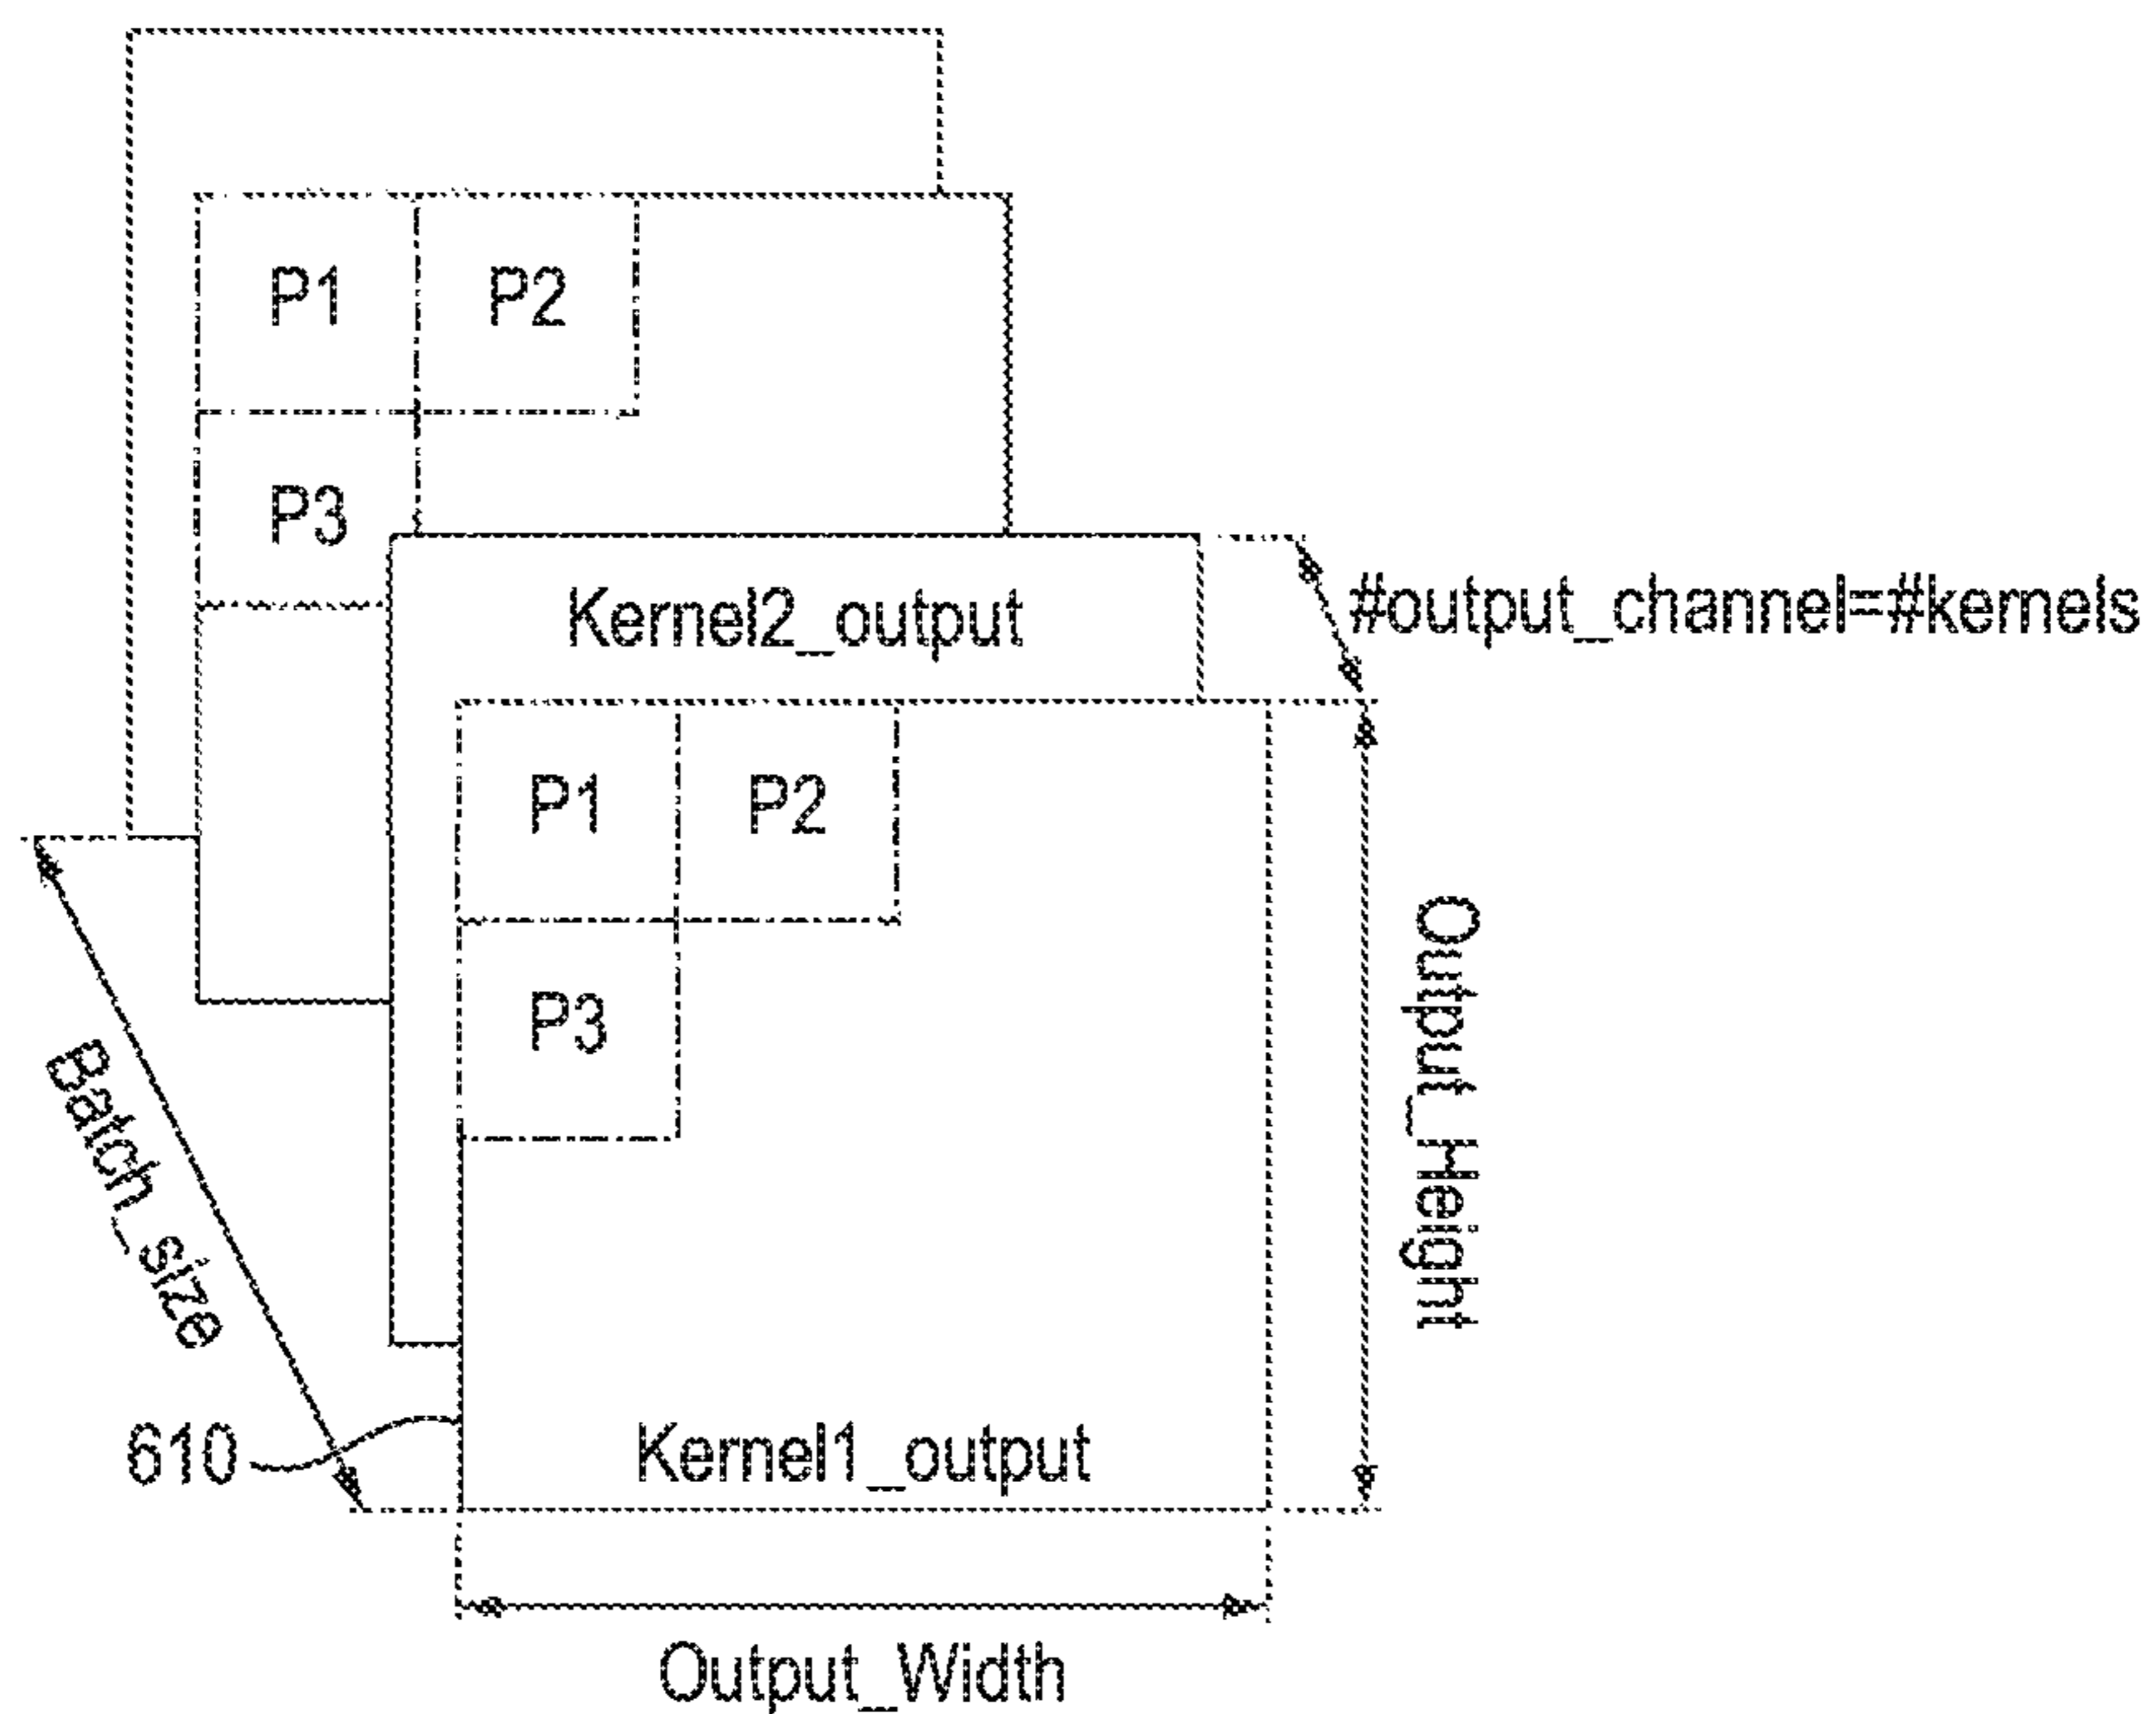 P1 P2
P3
Kernel2_output
#output_channel=#kernels
P1 P2
P3
Output_Height
Batch_size
610
Kernel1_output
Output_Width